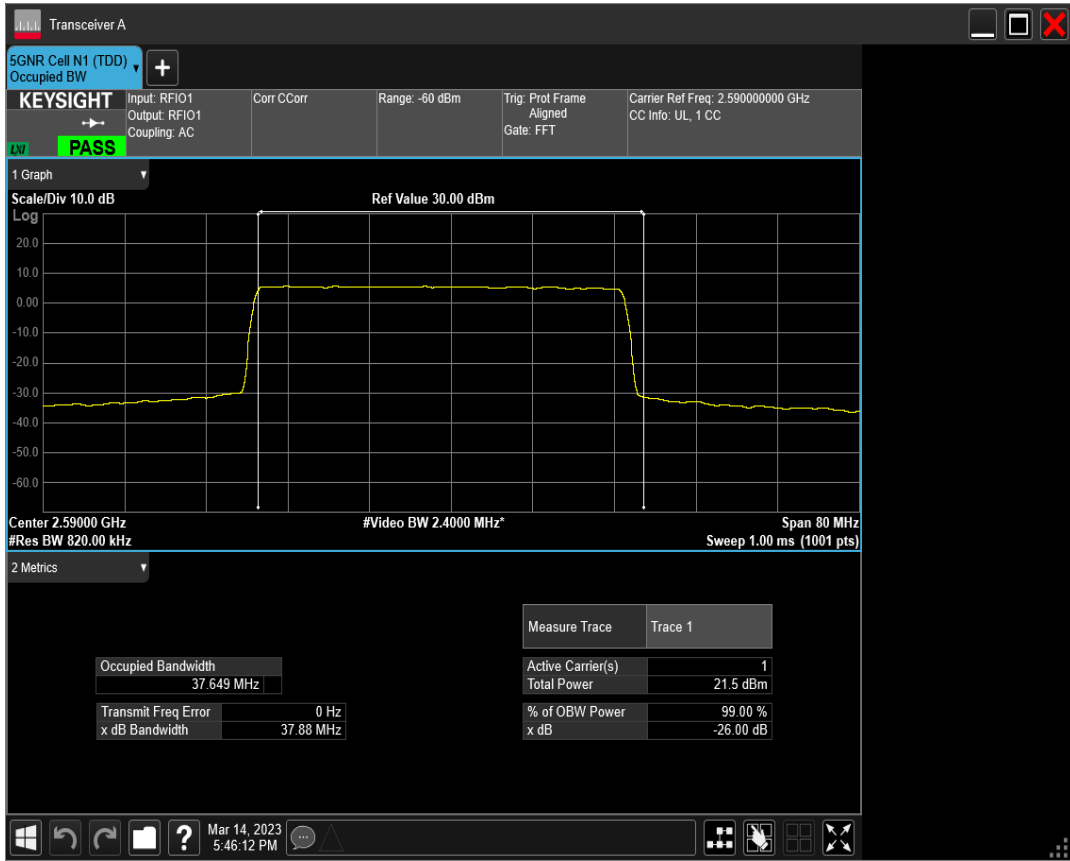 Transceiver A
5GNR Cell N1 (TDD)
Occupied BW
KEYSIGHT
LXI
PASS
Input: RFIO1
Output: RFIO1
Coupling: AC
Corr CCorr
Range: -60 dBm
Trig: Prot Frame
Aligned
Gate: FFT
Carrier Ref Freq: 2.590000000 GHz
CC Info: UL, 1 CC
1 Graph
Scale/Div 10.0 dB
Ref Value 30.00 dBm
Log
20.0
10.0
0.00
-10.0
-20.0
-30.0
-40.0
-50.0
-60.0
Center 2.59000 GHz
#Video BW 2.4000 MHz*
Span 80 MHz
#Res BW 820.00 kHz
Sweep 1.00 ms (1001 pts)
2 Metrics
Measure Trace Trace 1
Occupied Bandwidth
37.649 MHz
Active Carrier(s) 1
Total Power 21.5 dBm
Transmit Freq Error 0 Hz
x dB Bandwidth 37.88 MHz
% of OBW Power 99.00 %
x dB -26.00 dB
Mar 14, 2023
5:46:12 PM